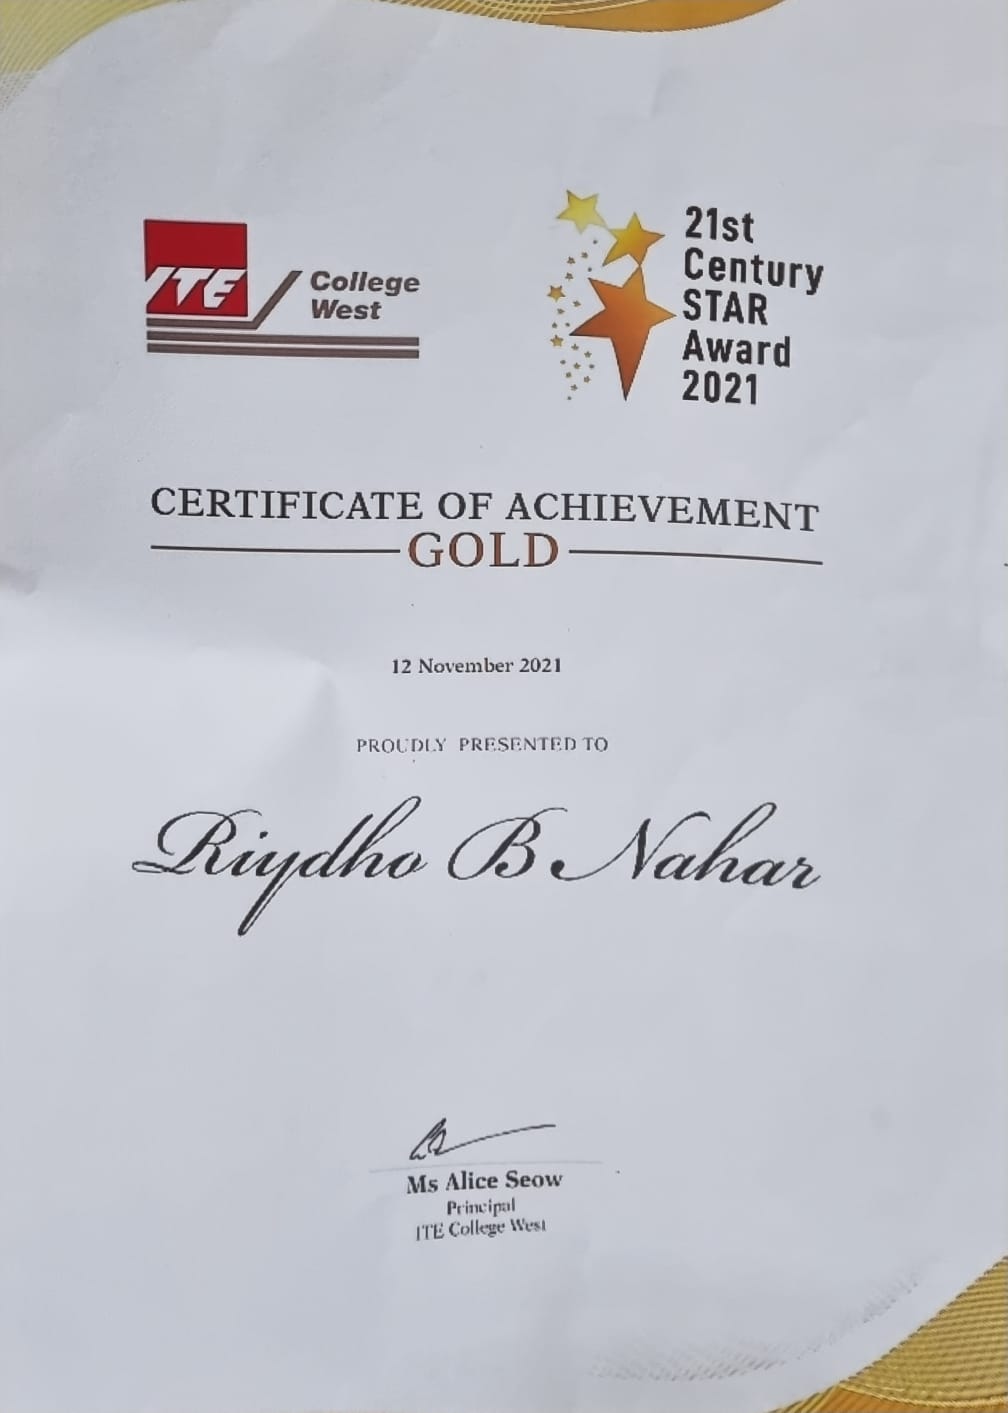 ITE
College
West
21st
Century
STAR
Award
2021
CERTIFICATE OF ACHIEVEMENT
GOLD
12 November 2021
PROUDLY PRESENTED TO
Riydho B Nahar
Ms Alice Seow
Principal
ITE College West